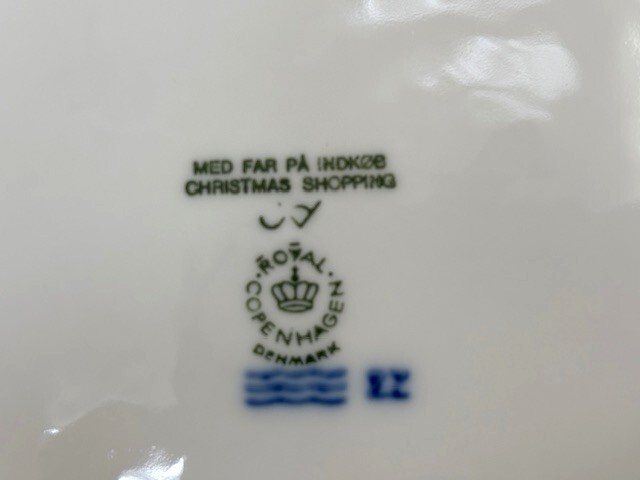 MED FAR PÅ INDKØB
CHRISTMAS SHOPPING
ROYAL
COPENHAGEN
DENMARK